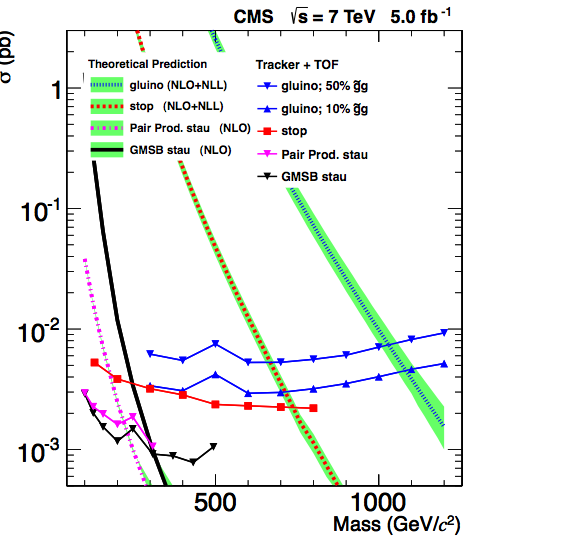 CMS √s = 7 TeV 5.0 fb⁻¹
σ (pb)
Theoretical Prediction
gluino (NLO+NLL)
stop (NLO+NLL)
Pair Prod. stau (NLO)
GMSB stau (NLO)
Tracker + TOF
gluino; 50% g̃g
gluino; 10% g̃g
stop
Pair Prod. stau
GMSB stau
1
10⁻¹
10⁻²
10⁻³
500 1000
Mass (GeV/c²)